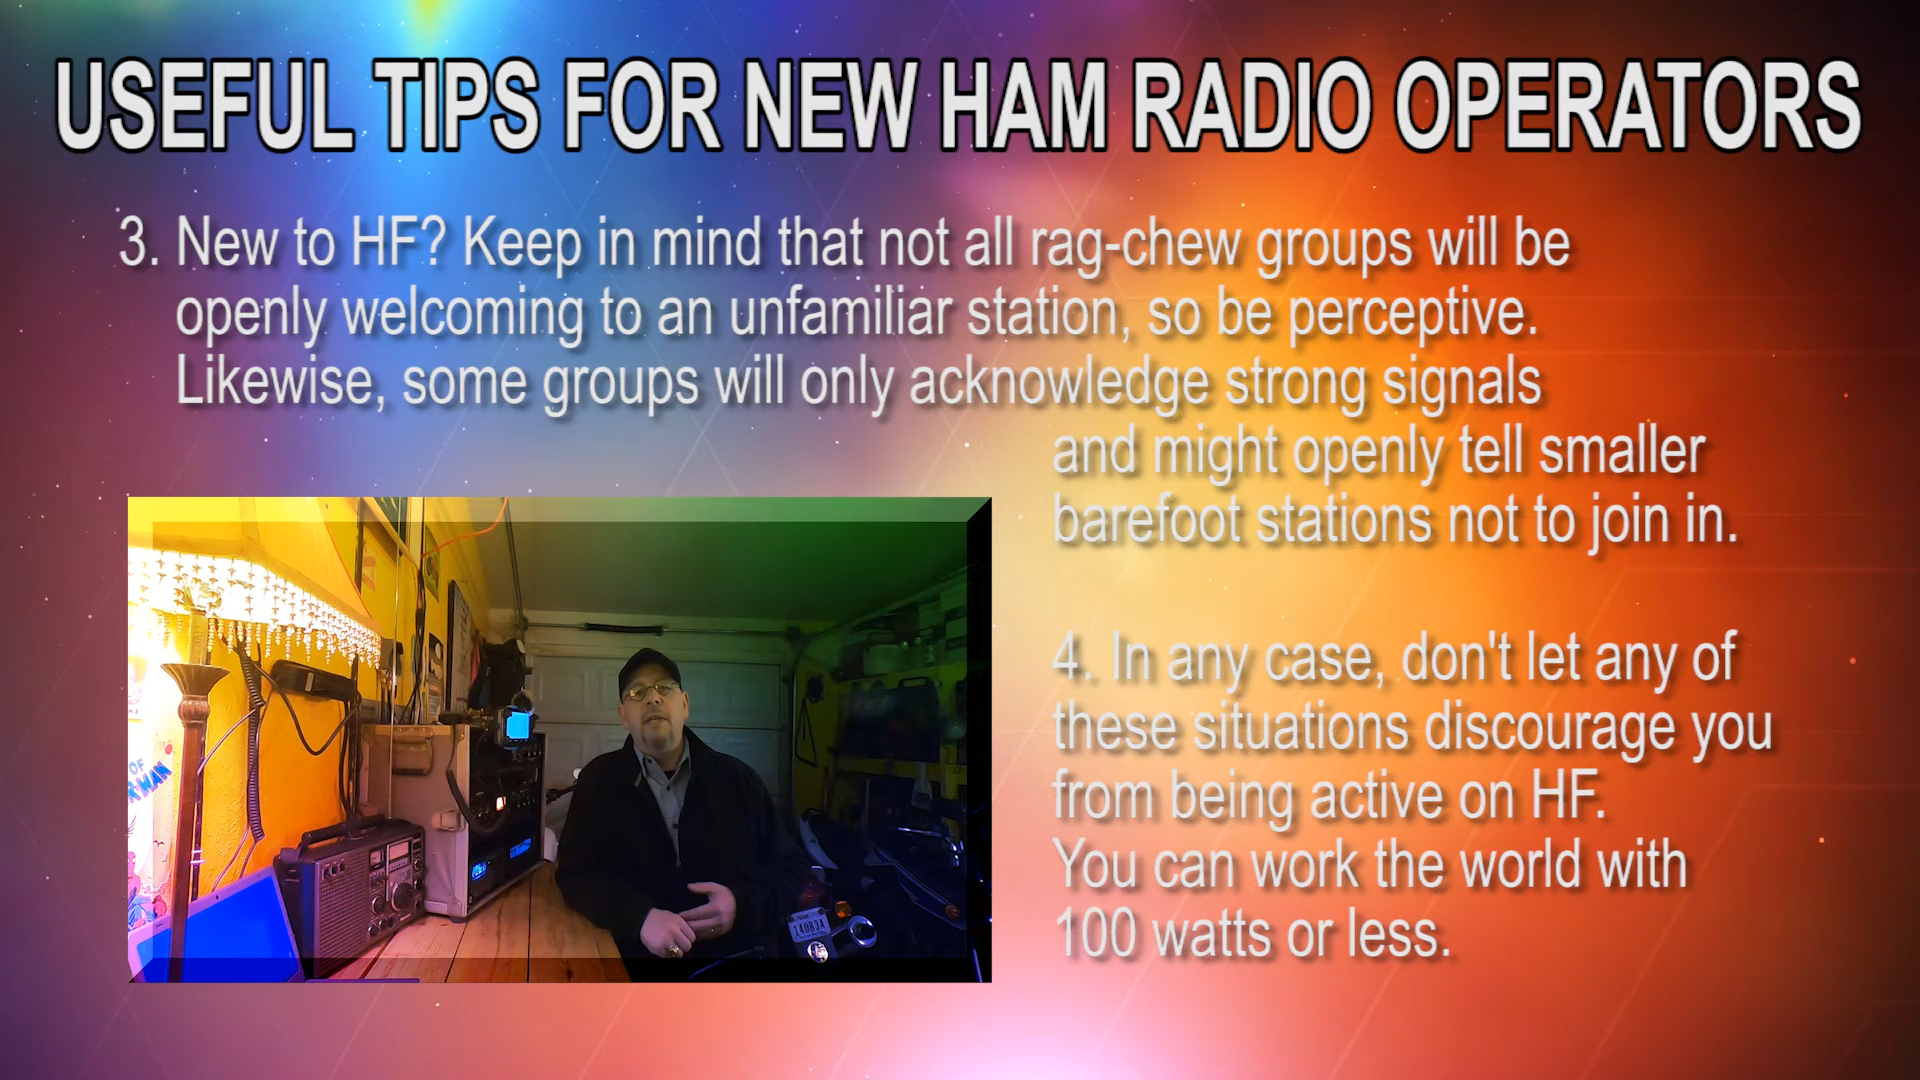 USEFUL TIPS FOR NEW HAM RADIO OPERATORS
3. New to HF? Keep in mind that not all rag-chew groups will be
openly welcoming to an unfamiliar station, so be perceptive.
Likewise, some groups will only acknowledge strong signals
and might openly tell smaller
barefoot stations not to join in.
4. In any case, don't let any of
these situations discourage you
from being active on HF.
You can work the world with
100 watts or less.
OF
140B3A